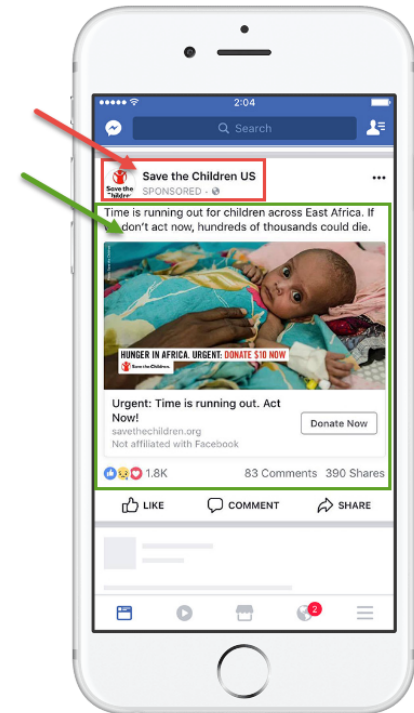 2:04
Search
Save the Children US
SPONSORED ·
Save the
Time is running out for children across East Africa. If
don't act now, hundreds of thousands could die.
HUNGER IN AFRICA. URGENT: DONATE $10 NOW
Save the Children.
Urgent: Time is running out. Act
Now!
savethechildren.org
Not affiliated with Facebook
Donate Now
1.8K 83 Comments 390 Shares
LIKE COMMENT SHARE
2